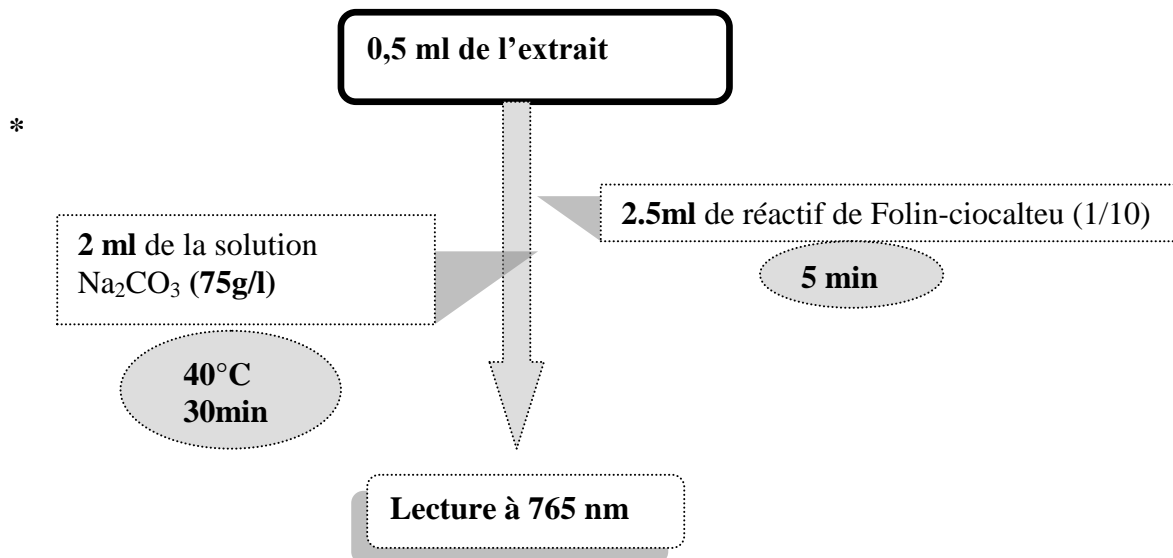 0,5 ml de l’extrait
*
2.5ml de réactif de Folin-ciocalteu (1/10)
5 min
2 ml de la solution
Na₂CO₃ (75g/l)
40°C
30min
Lecture à 765 nm